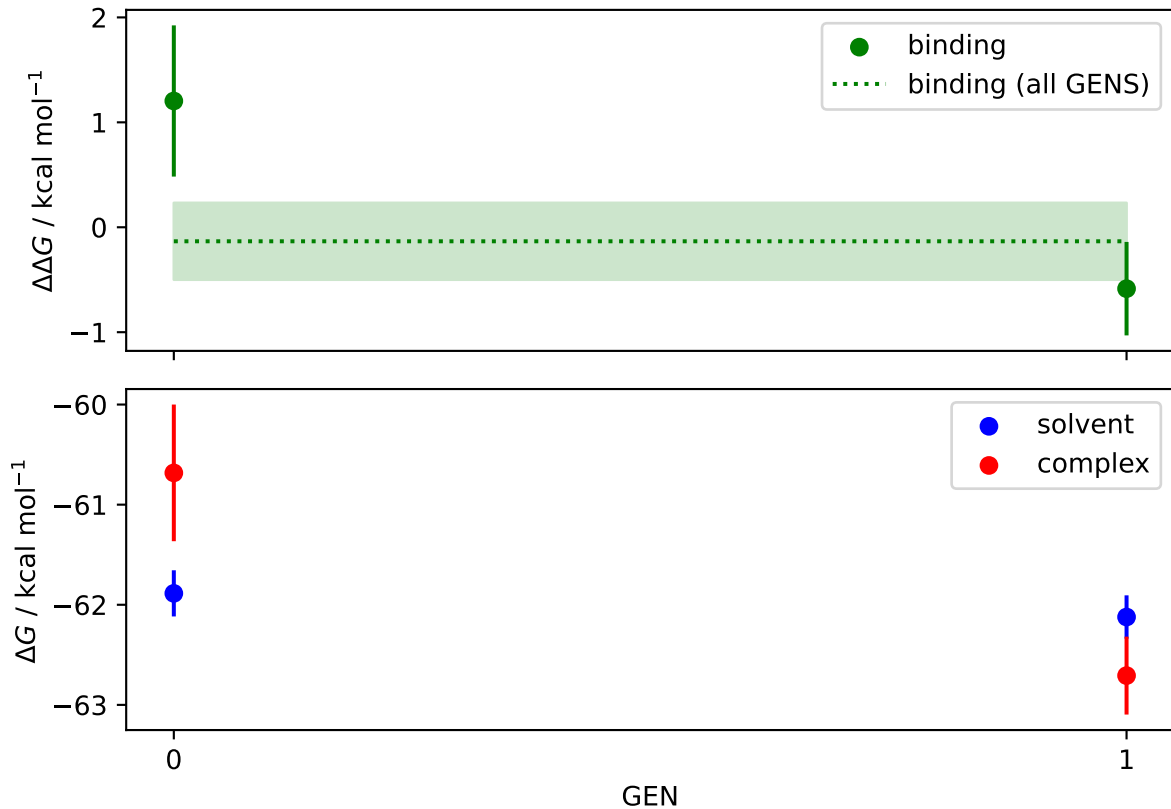 2
1
0
−1
ΔΔG / kcal mol⁻¹
binding
binding (all GENS)
−60
−61
−62
−63
ΔG / kcal mol⁻¹
solvent
complex
0
1
GEN